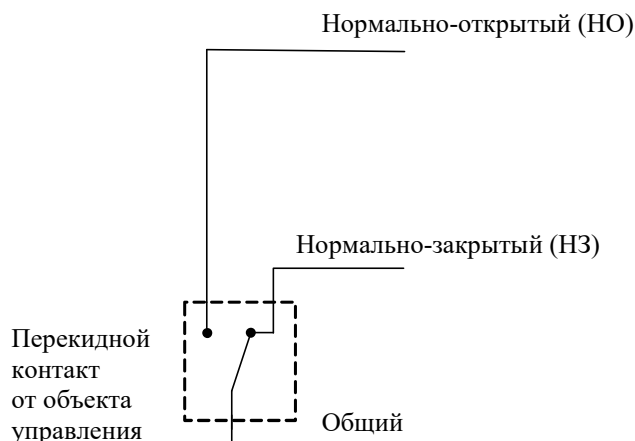 Нормально-открытый (НО)
Нормально-закрытый (НЗ)
Перекидной
контакт
от объекта
управления
Общий